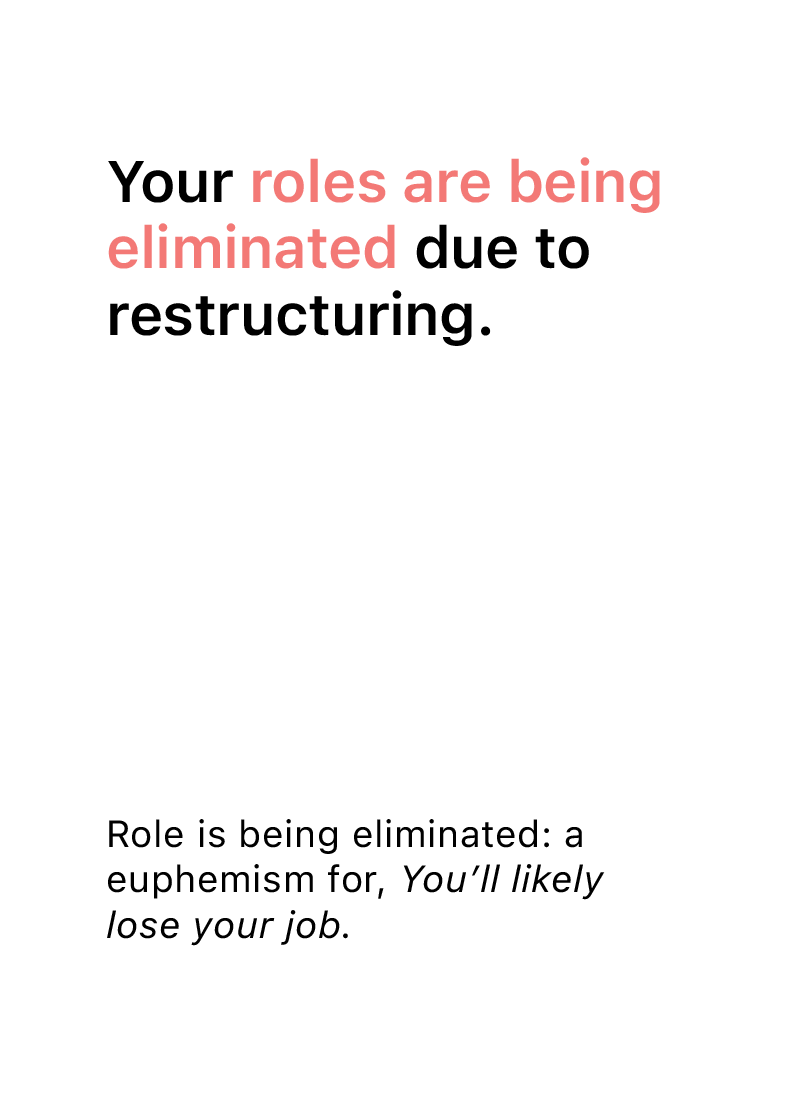 Your roles are being
eliminated due to
restructuring.
Role is being eliminated: a
euphemism for, You’ll likely
lose your job.